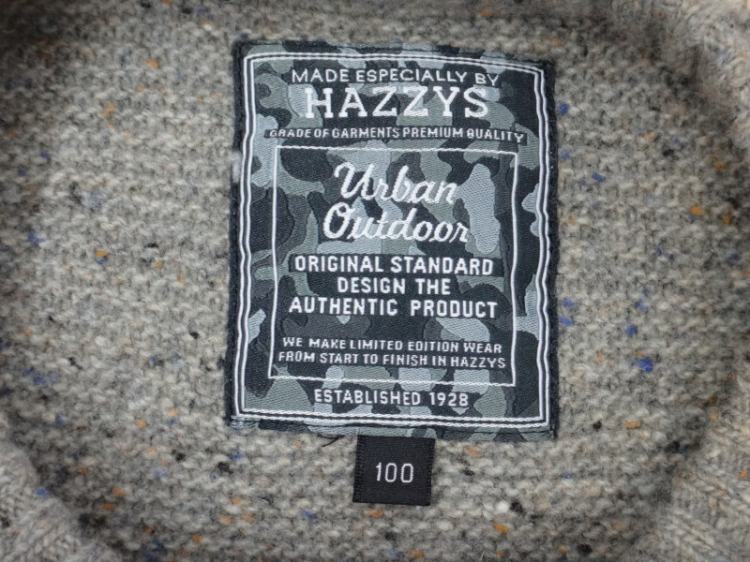 MADE ESPECIALLY BY
HAZZYS
GRADE OF GARMENTS PREMIUM QUALITY
Urban
Outdoor
ORIGINAL STANDARD
DESIGN THE
AUTHENTIC PRODUCT
WE MAKE LIMITED EDITION WEAR
FROM START TO FINISH IN HAZZYS
ESTABLISHED 1928
100